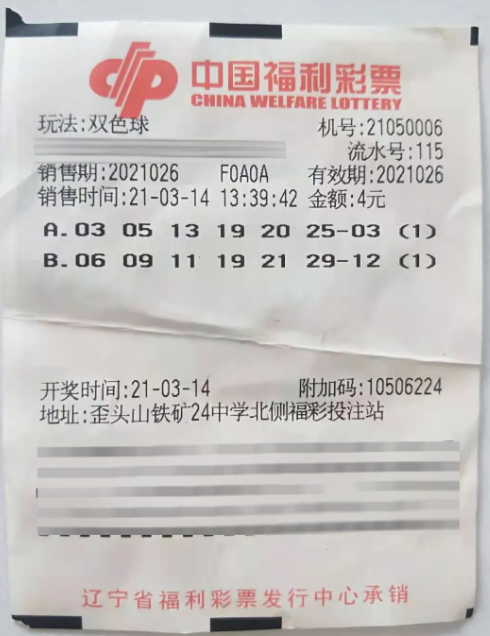 中国福利彩票
CHINA WELFARE LOTTERY
玩法:双色球 机号:21050006
流水号:115
销售期:2021026 F0A0A 有效期:2021026
销售时间:21-03-14 13:39:42 金额:4元
A.03 05 13 19 20 25-03 (1)
B.06 09 11 19 21 29-12 (1)
开奖时间:21-03-14 附加码:10506224
地址:歪头山铁矿24中学北侧福彩投注站
辽宁省福利彩票发行中心承销